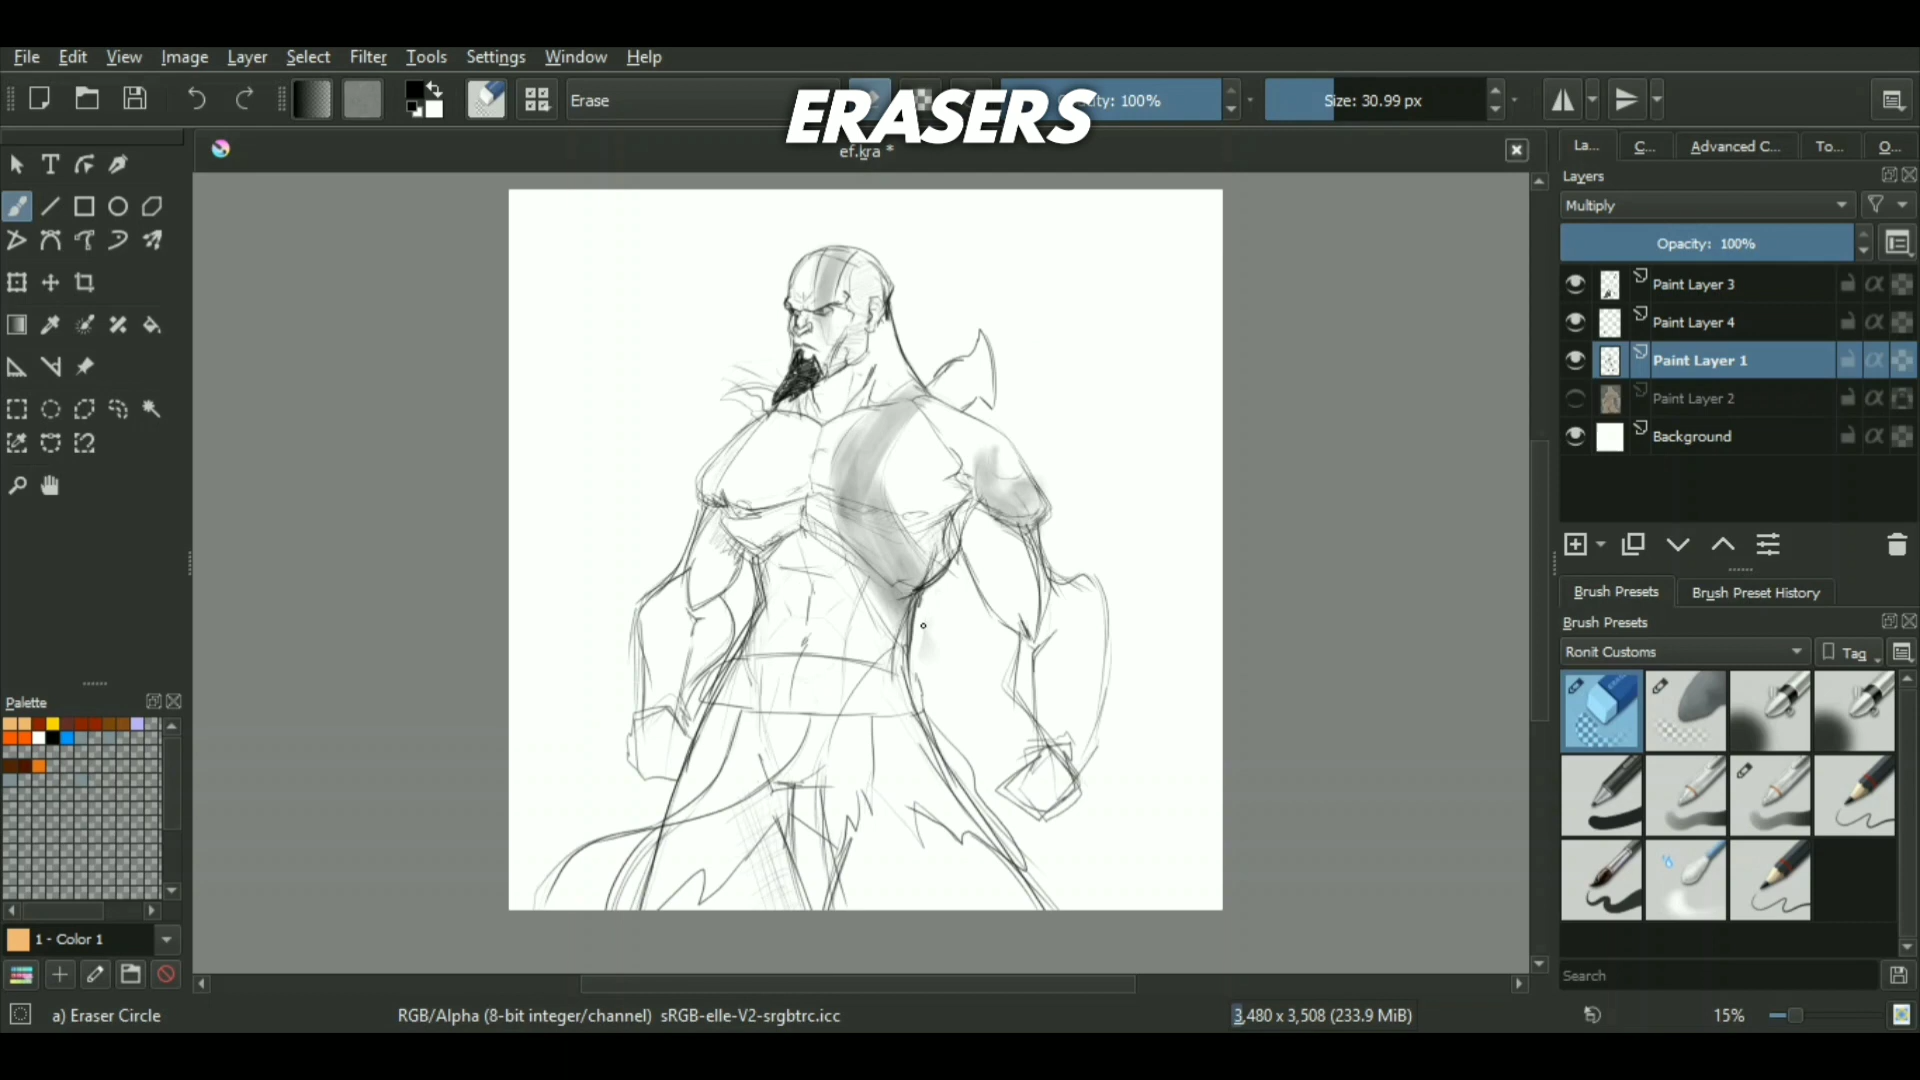 File Edit View Image Layer Select Filter Tools Settings Window Help
Erase
ERASERS
100%
Size: 30.99 px
ef.kra *
La... C... Advanced C... To... O...
Layers
Multiply
Opacity: 100%
Paint Layer 3
Paint Layer 4
Paint Layer 1
Paint Layer 2
Background
Brush Presets Brush Preset History
Brush Presets
Ronit Customs Tag
Palette
1 - Color 1
Search
a) Eraser Circle RGB/Alpha (8-bit integer/channel) sRGB-elle-V2-srgbtrc.icc 3,480 x 3,508 (233.9 MiB) 15%